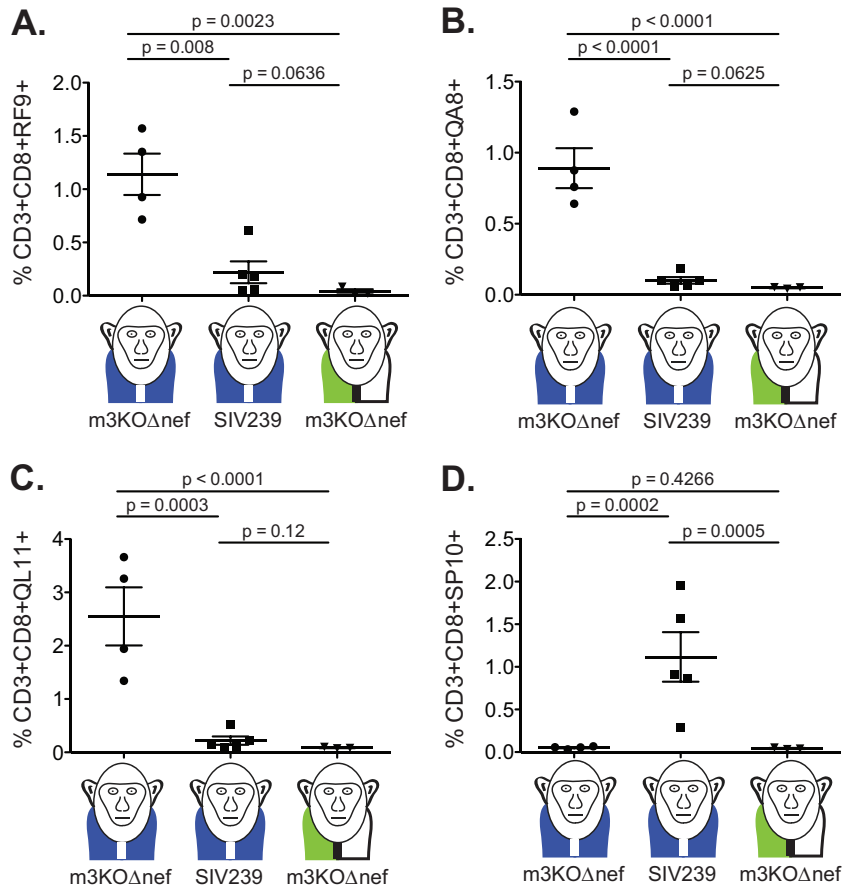 A.
p = 0.0023
p = 0.008
p = 0.0636
% CD3+CD8+RF9+
2.0
1.5
1.0
0.5
0.0
m3KOΔnef SIV239 m3KOΔnef
B.
p < 0.0001
p < 0.0001
p = 0.0625
% CD3+CD8+QA8+
1.5
1.0
0.5
0.0
m3KOΔnef SIV239 m3KOΔnef
C.
p < 0.0001
p = 0.0003
p = 0.12
% CD3+CD8+QL11+
4
3
2
1
0
m3KOΔnef SIV239 m3KOΔnef
D.
p = 0.4266
p = 0.0002
p = 0.0005
% CD3+CD8+SP10+
2.5
2.0
1.5
1.0
0.5
0.0
m3KOΔnef SIV239 m3KOΔnef